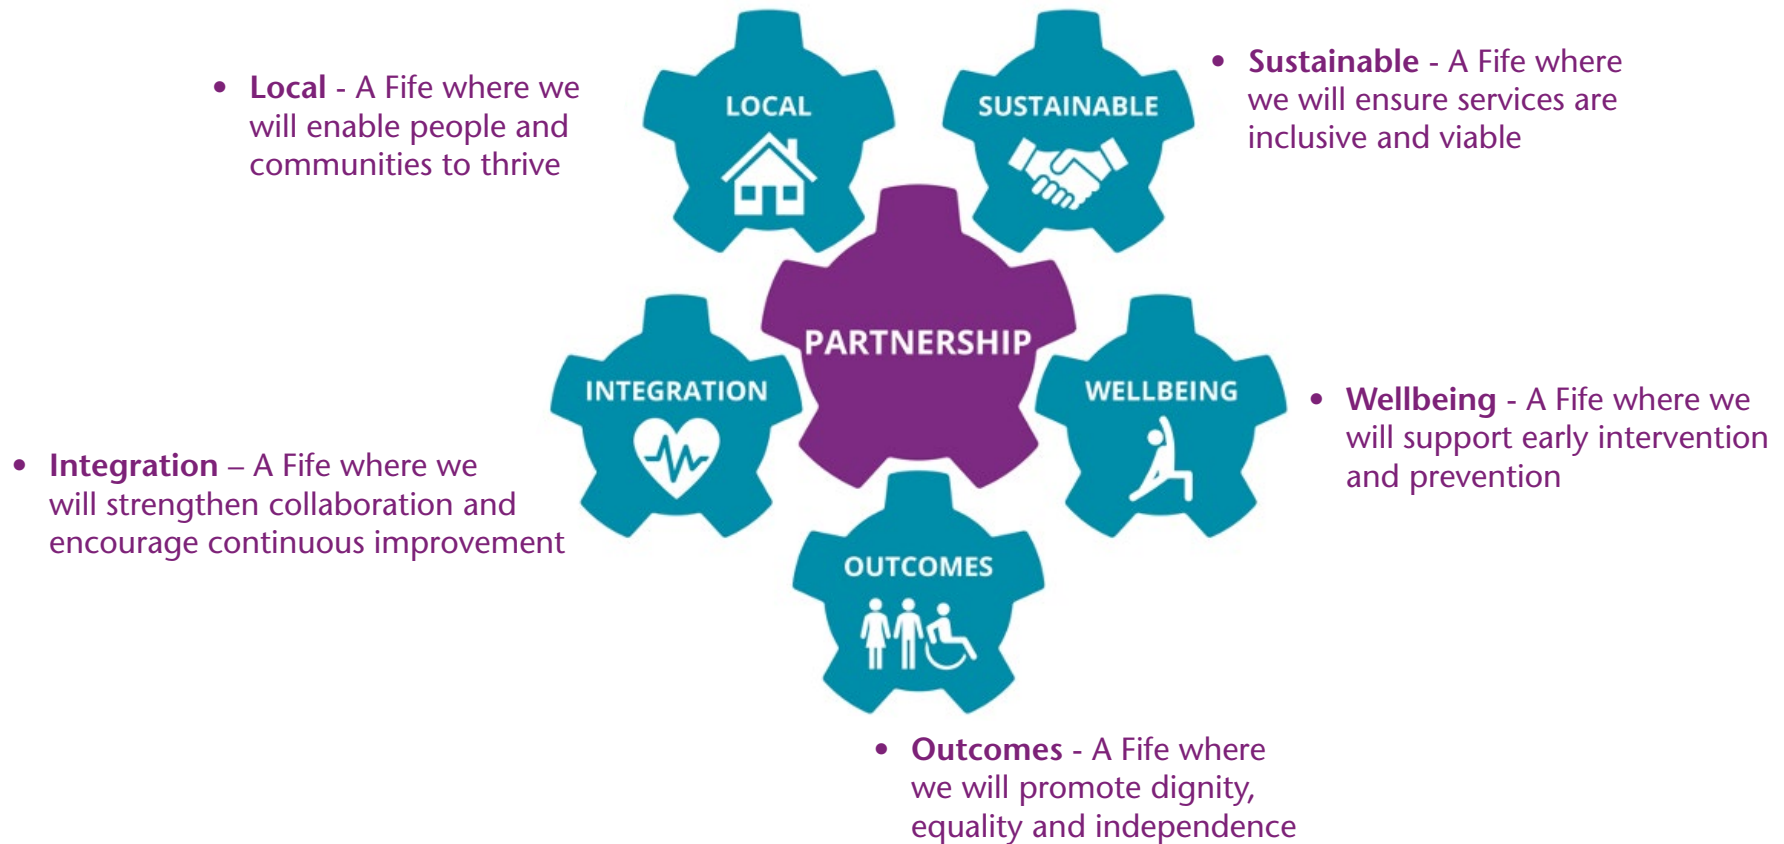 • Local - A Fife where we
will enable people and
communities to thrive
LOCAL
SUSTAINABLE
• Sustainable - A Fife where
we will ensure services are
inclusive and viable
PARTNERSHIP
INTEGRATION
• Integration – A Fife where we
will strengthen collaboration and
encourage continuous improvement
WELLBEING
• Wellbeing - A Fife where we
will support early intervention
and prevention
OUTCOMES
• Outcomes - A Fife where
we will promote dignity,
equality and independence